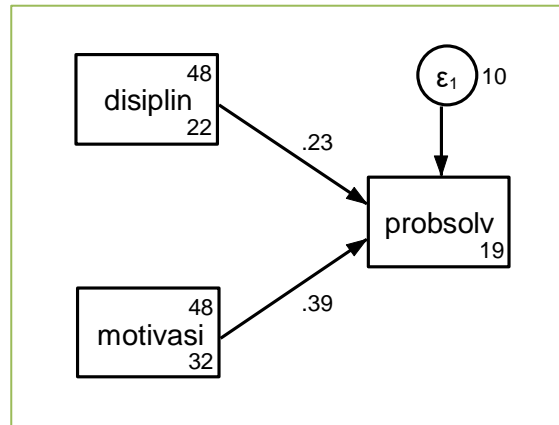 48
disiplin
22
ε₁
10
.23
probsolv
19
48
motivasi
32
.39